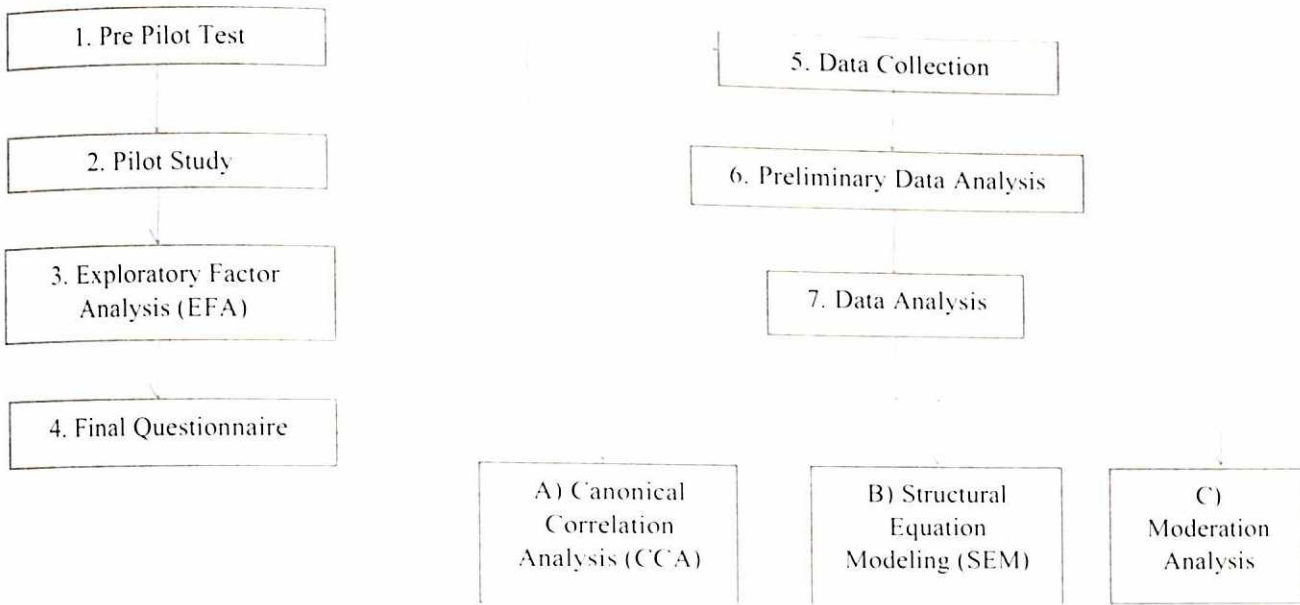 1. Pre Pilot Test
2. Pilot Study
3. Exploratory Factor
Analysis (EFA)
4. Final Questionnaire
5. Data Collection
6. Preliminary Data Analysis
7. Data Analysis
A) Canonical
Correlation
Analysis (CCA)
B) Structural
Equation
Modeling (SEM)
C)
Moderation
Analysis